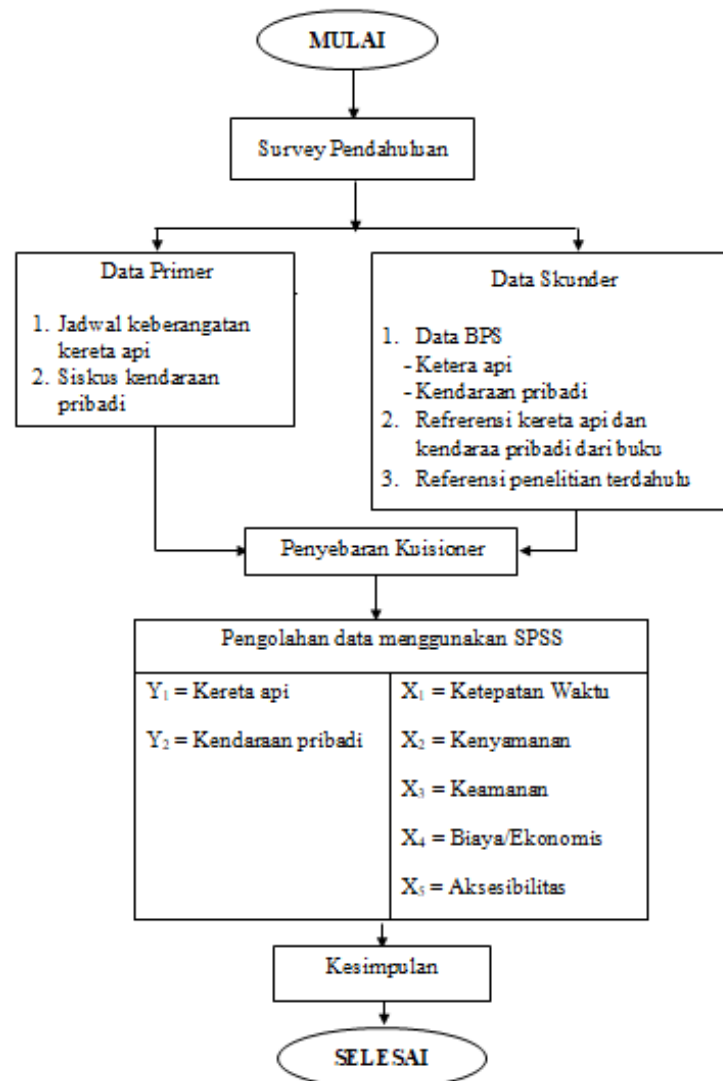 MULAI
Survey Pendahuluan
Data Primer
1. Jadwal keberangatan
kereta api
2. Siskus kendaraan
pribadi
Data Skunder
1. Data BPS
- Ketera api
- Kendaraan pribadi
2. Refrerensi kereta api dan
kendaraa pribadi dari buku
3. Referensi penelitian terdahulu
Penyebaran Kuisioner
Pengolahan data menggunakan SPSS
Y₁ = Kereta api
Y₂ = Kendaraan pribadi
X₁ = Ketepatan Waktu
X₂ = Kenyamanan
X₃ = Keamanan
X₄ = Biaya/Ekonomis
X₅ = Aksesibilitas
Kesimpulan
SELESAI